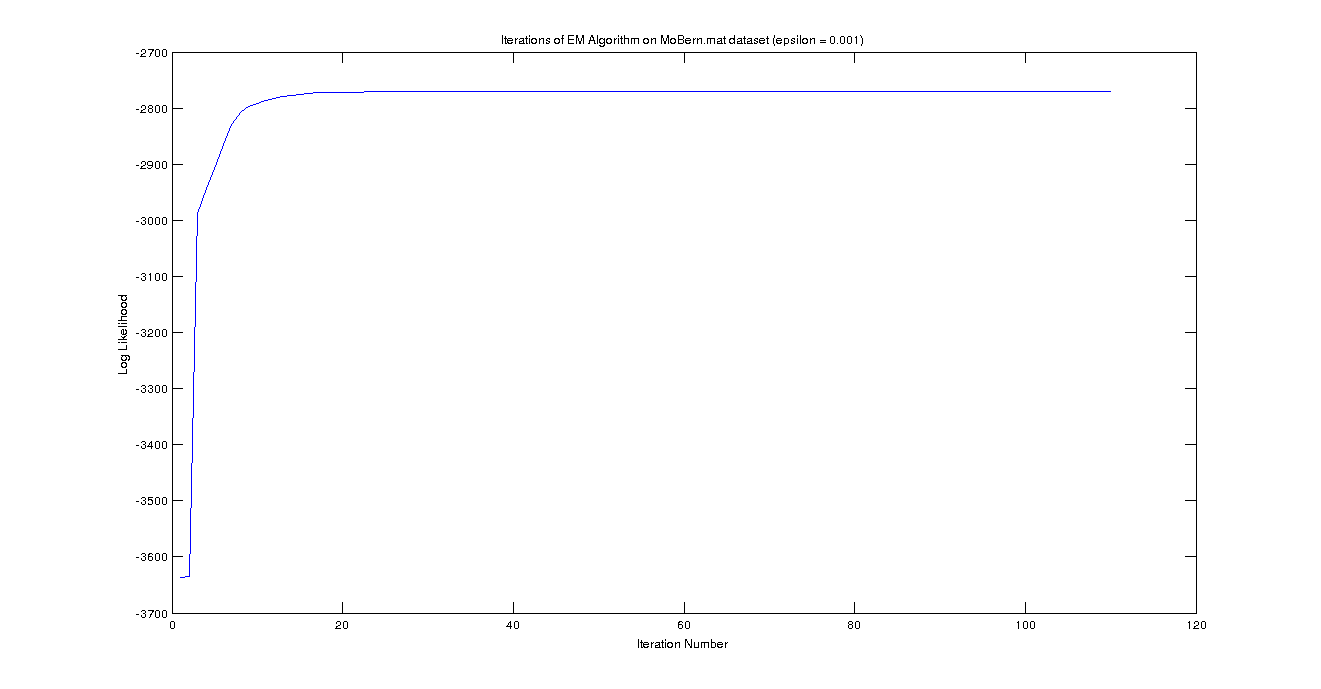 Iterations of EM Algorithm on MoBern.mat dataset (epsilon = 0.001)
-2700
-2800
-2900
-3000
-3100
-3200
-3300
-3400
-3500
-3600
-3700
Log Likelihood
0 20 40 60 80 100 120
Iteration Number